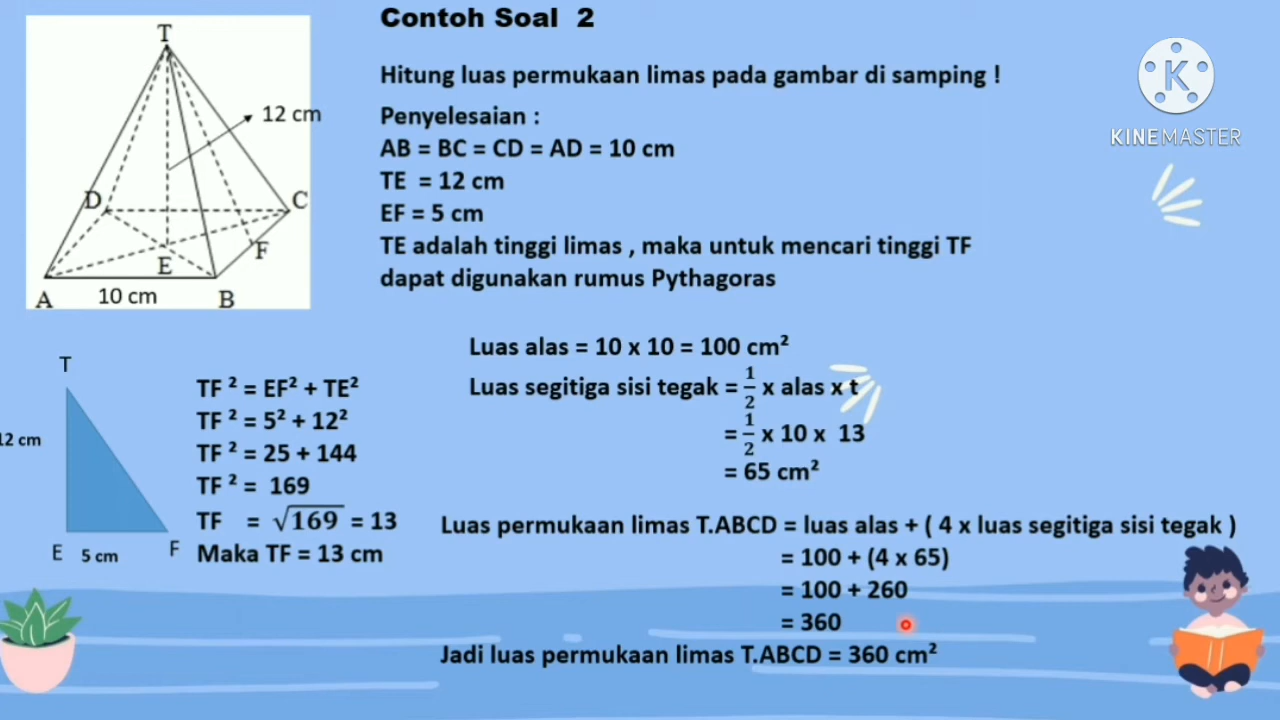 Contoh Soal 2
Hitung luas permukaan limas pada gambar di samping !
Penyelesaian :
AB = BC = CD = AD = 10 cm
TE = 12 cm
EF = 5 cm
TE adalah tinggi limas , maka untuk mencari tinggi TF
dapat digunakan rumus Pythagoras
T
12 cm
D
C
E
F
A
10 cm
B
KINEMASTER
T
12 cm
E
5 cm
F
TF ² = EF² + TE²
TF ² = 5² + 12²
TF ² = 25 + 144
TF ² = 169
TF = √169 = 13
Maka TF = 13 cm
Luas alas = 10 x 10 = 100 cm²
Luas segitiga sisi tegak = 1/2 x alas x t
= 1/2 x 10 x 13
= 65 cm²
Luas permukaan limas T.ABCD = luas alas + ( 4 x luas segitiga sisi tegak )
= 100 + (4 x 65)
= 100 + 260
= 360
Jadi luas permukaan limas T.ABCD = 360 cm²